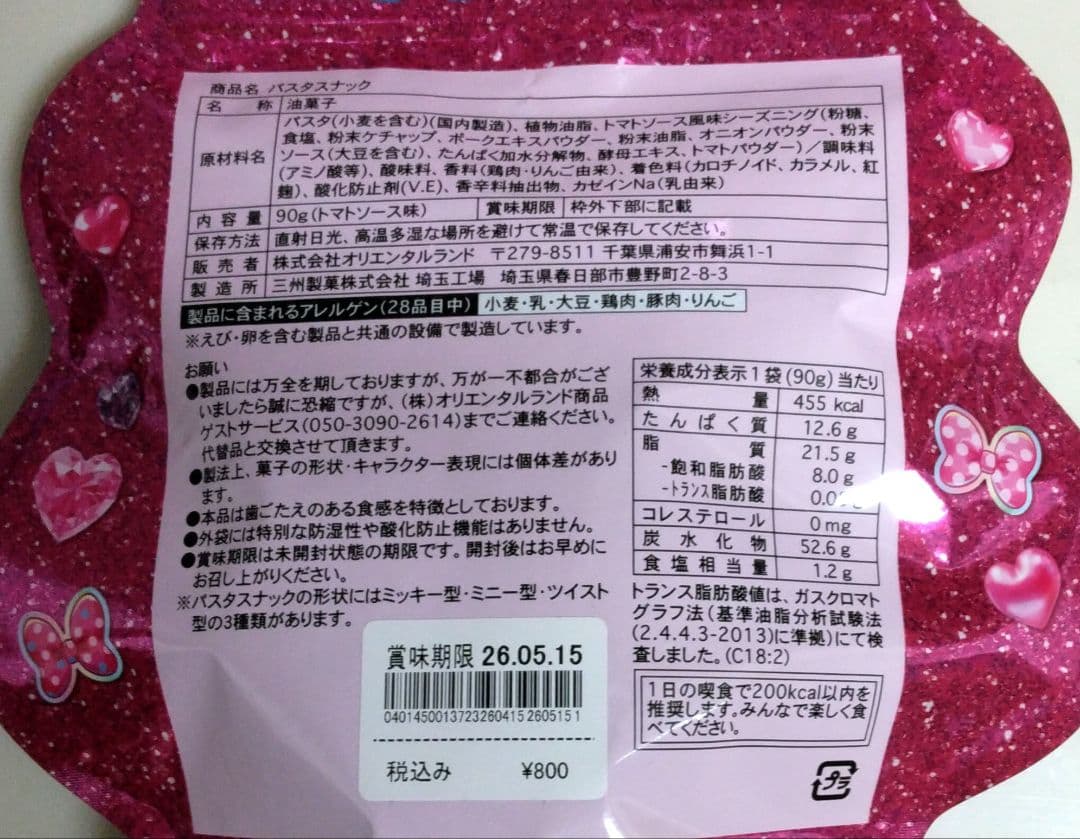 商品名 パスタスナック
名 称 油菓子
原材料名 パスタ(小麦を含む)(国内製造)、植物油脂、トマトソース風味シーズニング(粉糖、
食塩、粉末ケチャップ、ポークエキスパウダー、粉末油脂、オニオンパウダー、粉末
ソース(大豆を含む)、たんぱく加水分解物、酵母エキス、トマトパウダー)/調味料
(アミノ酸等)、酸味料、香料(鶏肉・りんご由来)、着色料(カロチノイド、カラメル、紅
麹)、酸化防止剤(V.E)、香辛料抽出物、カゼインNa(乳由来)
内容量 90g(トマトソース味) 賞味期限 枠外下部に記載
保存方法 直射日光、高温多湿な場所を避けて常温で保存してください。
販売者 株式会社オリエンタルランド 〒279-8511 千葉県浦安市舞浜1-1
製造所 三州製菓株式会社 埼玉工場 埼玉県春日部市豊野町2-8-3
製品に含まれるアレルゲン(28品目中) 小麦・乳・大豆・鶏肉・豚肉・りんご
※えび・卵を含む製品と共通の設備で製造しています。
お願い
●製品には万全を期しておりますが、万が一不都合がござ
いましたら誠に恐縮ですが、(株)オリエンタルランド商品
ゲストサービス(050-3090-2614)までご連絡ください。
代替品と交換させて頂きます。
●製法上、菓子の形状・キャラクター表現には個体差があり
ます。
●本品は歯ごたえのある食感を特徴としております。
●外袋には特別な防湿性や酸化防止機能はありません。
●賞味期限は未開封状態の期限です。開封後はお早めに
お召し上がりください。
※パスタスナックの形状にはミッキー型・ミニー型・ツイスト
型の3種類があります。
栄養成分表示1袋(90g)当たり
熱量 455 kcal
たんぱく質 12.6g
脂質 21.5g
-飽和脂肪酸 8.0g
-トランス脂肪酸
コレステロール 0mg
炭水化物 52.6g
食塩相当量 1.2g
トランス脂肪酸値は、ガスクロマト
グラフ法(基準油脂分析試験法
(2.4.4.3-2013)に準拠)にて検
査しました。(C18:2)
1日の喫食で200kcal以内を
推奨します。みんなで楽しく食
べてください。
賞味期限 26.05.15
04014500137232604152605151
税込み ¥800
プラ